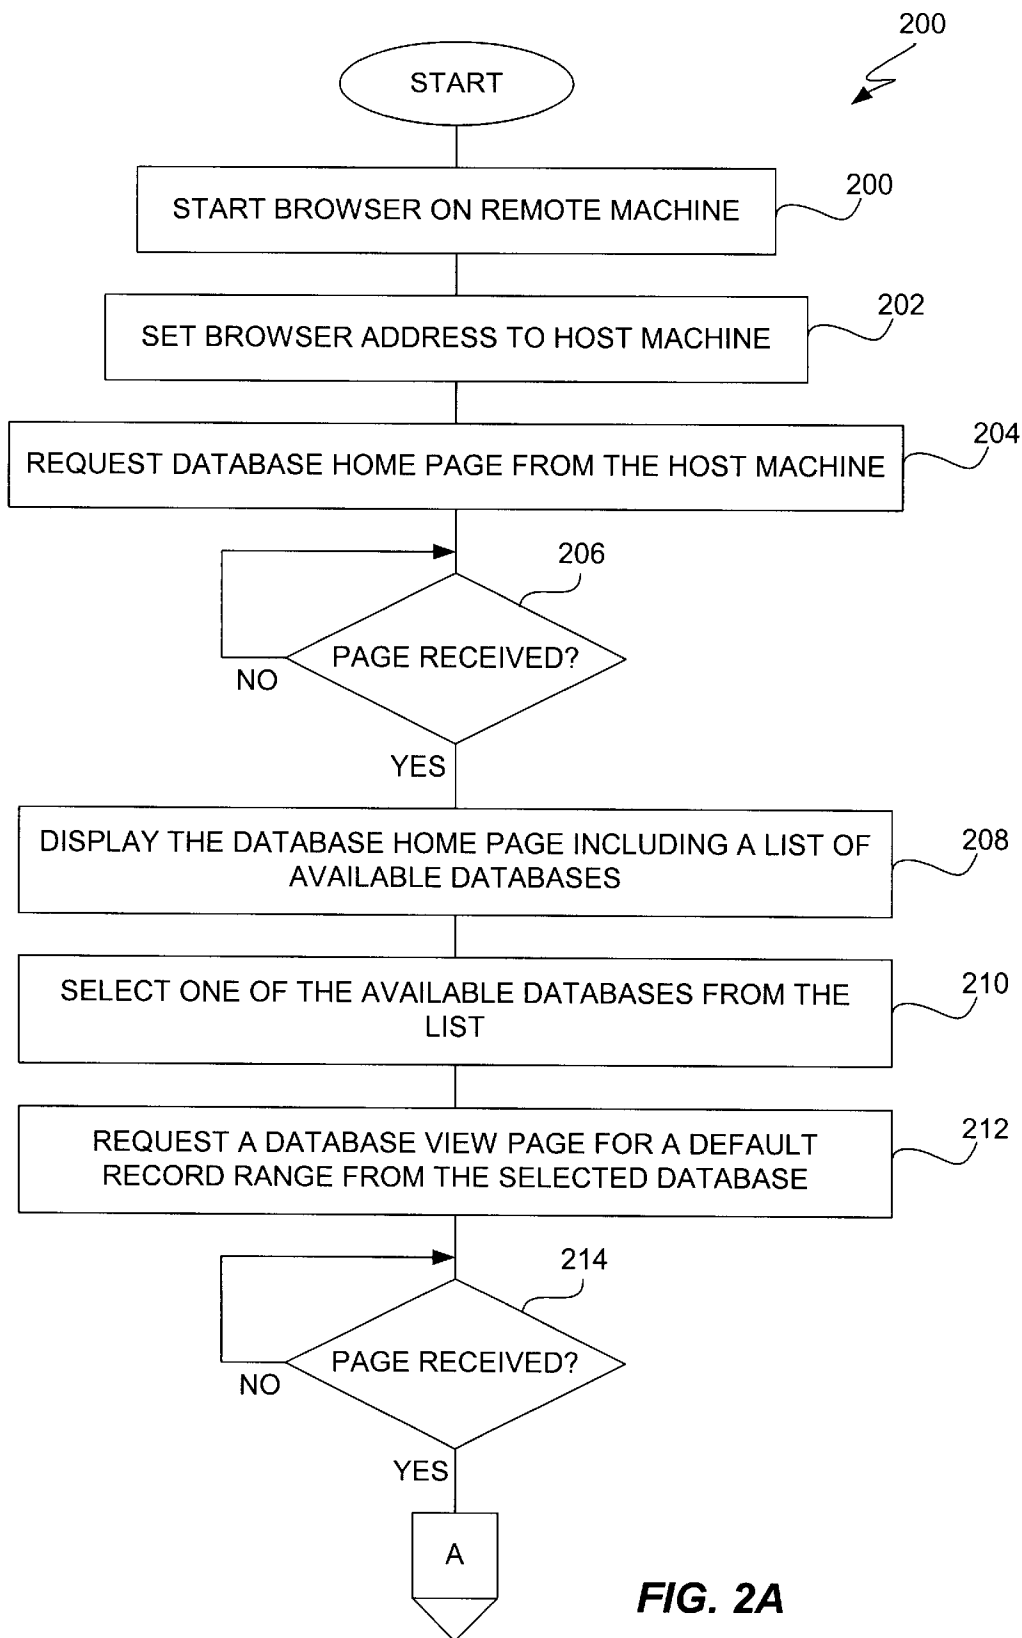 200
START
START BROWSER ON REMOTE MACHINE
200
SET BROWSER ADDRESS TO HOST MACHINE
202
REQUEST DATABASE HOME PAGE FROM THE HOST MACHINE
204
206
PAGE RECEIVED?
NO
YES
DISPLAY THE DATABASE HOME PAGE INCLUDING A LIST OF
AVAILABLE DATABASES
208
SELECT ONE OF THE AVAILABLE DATABASES FROM THE
LIST
210
REQUEST A DATABASE VIEW PAGE FOR A DEFAULT
RECORD RANGE FROM THE SELECTED DATABASE
212
214
PAGE RECEIVED?
NO
YES
A
FIG. 2A